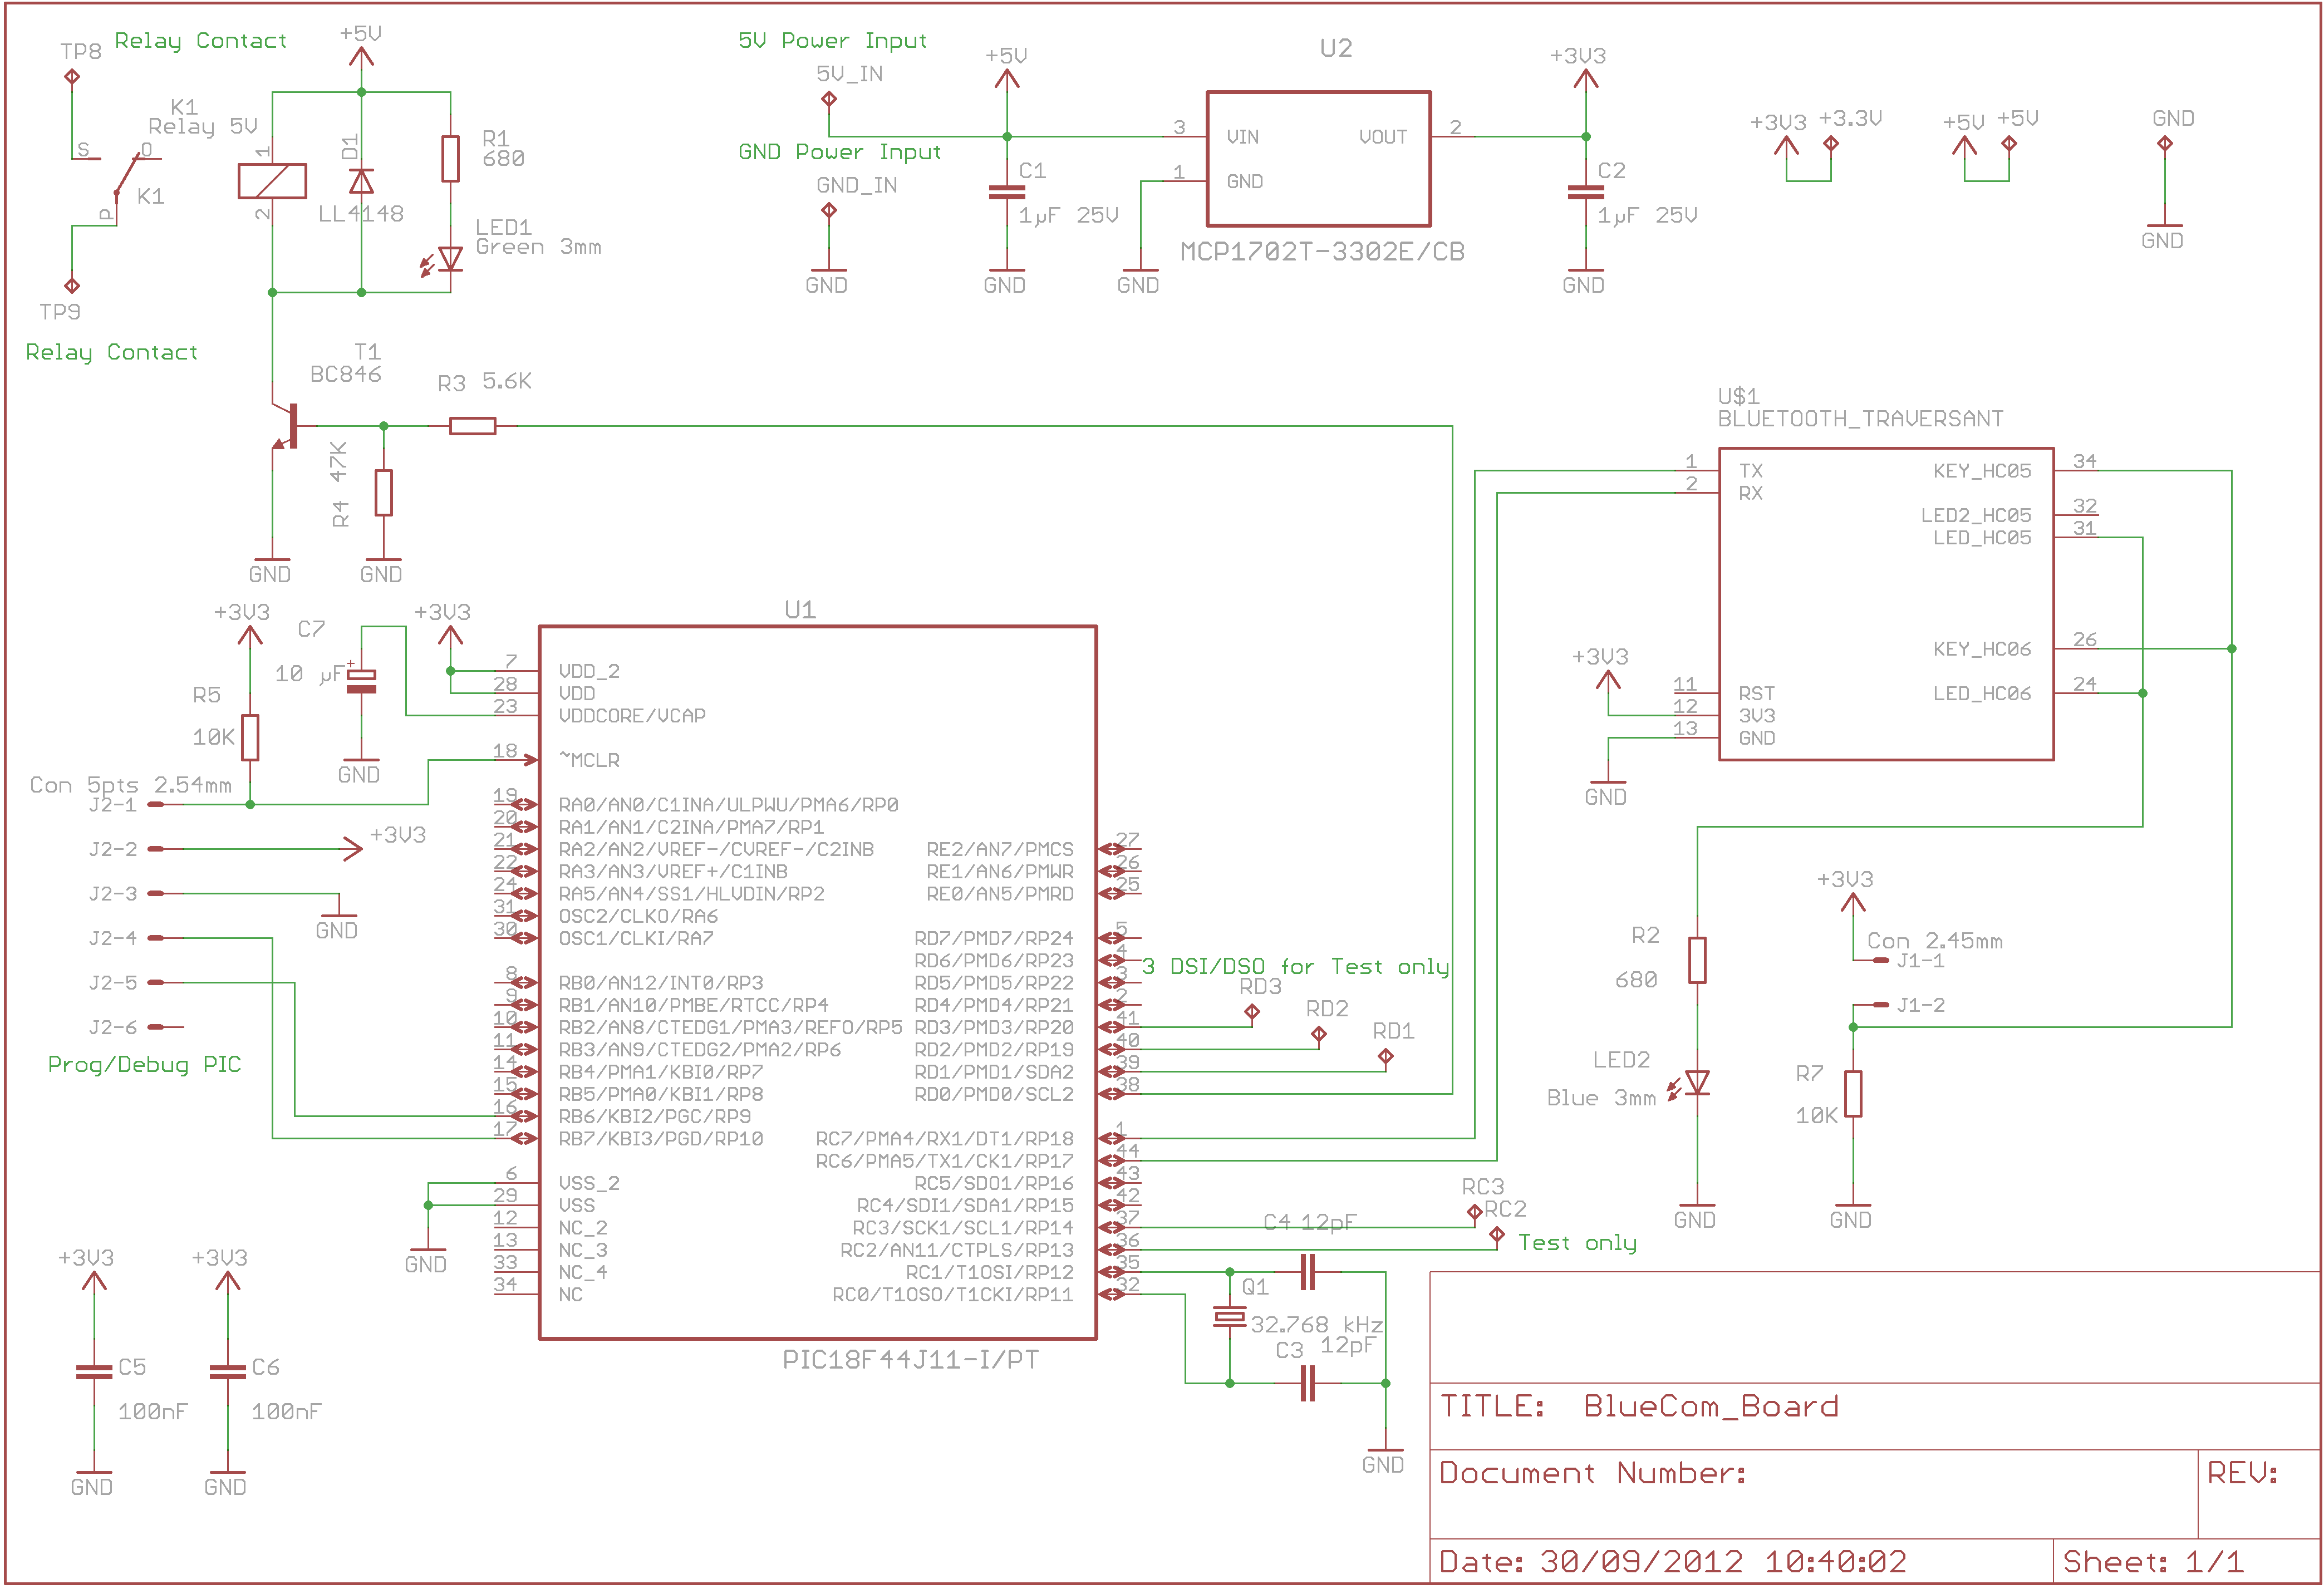 Relay Contact
TP8
+5V
K1
Relay 5V
S
O
P
K1
TP9
Relay Contact
1
2
D1
LL4148
R1
680
LED1
Green 3mm
5V Power Input
5V_IN
GND Power Input
GND_IN
GND
+5V
C1
1µF 25V
GND
U2
3
VIN
VOUT
2
1
GND
MCP1702T-3302E/CB
GND
+3V3
C2
1µF 25V
GND
+3V3
+3.3V
+5V
+5V
GND
GND
T1
BC846
R3 5.6K
R4 47K
GND
GND
U$1
BLUETOOTH_TRAVERSANT
1
TX
2
RX
KEY_HC05
34
LED2_HC05
32
LED_HC05
31
KEY_HC06
26
LED_HC06
24
11
RST
12
3V3
13
GND
+3V3
GND
+3V3
C7
10 µF
+
+3V3
R5
10K
GND
Con 5pts 2.54mm
J2-1
J2-2
+3V3
J2-3
GND
J2-4
J2-5
J2-6
Prog/Debug PIC
U1
7
VDD_2
28
VDD
23
VDDCORE/VCAP
18
~MCLR
19
RA0/AN0/C1INA/ULPWU/PMA6/RP0
20
RA1/AN1/C2INA/PMA7/RP1
21
RA2/AN2/VREF-/CVREF-/C2INB
22
RA3/AN3/VREF+/C1INB
24
RA5/AN4/SS1/HLVDIN/RP2
31
OSC2/CLKO/RA6
30
OSC1/CLKI/RA7
8
RB0/AN12/INT0/RP3
9
RB1/AN10/PMBE/RTCC/RP4
10
RB2/AN8/CTEDG1/PMA3/REFO/RP5
11
RB3/AN9/CTEDG2/PMA2/RP6
14
RB4/PMA1/KBI0/RP7
15
RB5/PMA0/KBI1/RP8
16
RB6/KBI2/PGC/RP9
17
RB7/KBI3/PGD/RP10
6
VSS_2
29
VSS
12
NC_2
13
NC_3
33
NC_4
34
NC
GND
RE2/AN7/PMCS
27
RE1/AN6/PMWR
26
RE0/AN5/PMRD
25
RD7/PMD7/RP24
5
RD6/PMD6/RP23
4
RD5/PMD5/RP22
3
RD4/PMD4/RP21
2
RD3/PMD3/RP20
41
RD2/PMD2/RP19
40
RD1/PMD1/SDA2
39
RD0/PMD0/SCL2
38
RC7/PMA4/RX1/DT1/RP18
1
RC6/PMA5/TX1/CK1/RP17
44
RC5/SDO1/RP16
43
RC4/SDI1/SDA1/RP15
42
RC3/SCK1/SCL1/RP14
37
RC2/AN11/CTPLS/RP13
36
RC1/T1OSI/RP12
35
RC0/T1OSO/T1CKI/RP11
32
PIC18F44J11-I/PT
3 DSI/DSO for Test only
RD3
RD2
RD1
RC3
RC2
Test only
C4 12pF
Q1
32.768 kHz
C3 12pF
GND
R2
680
LED2
Blue 3mm
GND
+3V3
Con 2.45mm
J1-1
J1-2
R7
10K
GND
+3V3
C5
100nF
GND
+3V3
C6
100nF
GND
TITLE: BlueCom_Board
Document Number:
REV:
Date: 30/09/2012 10:40:02
Sheet: 1/1